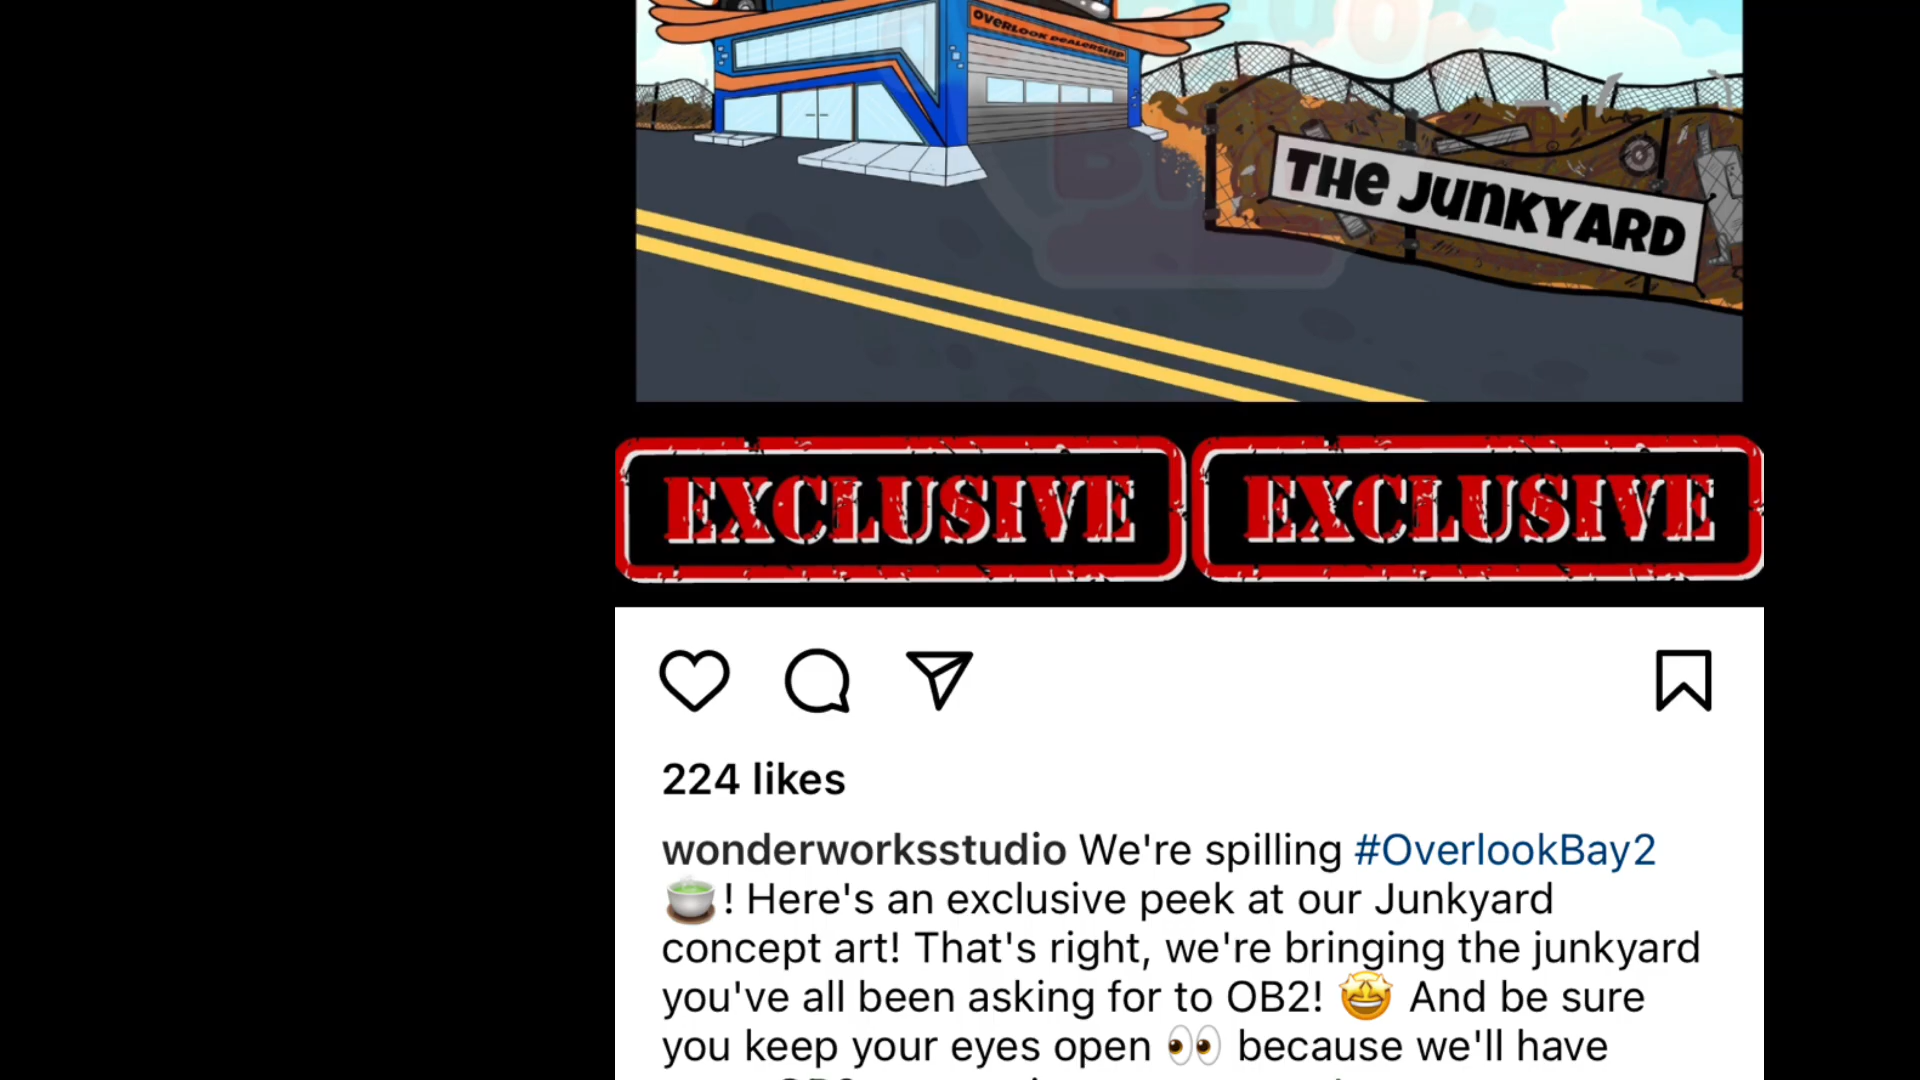 OVERLOOK DEALERSHIP
THE JUNKYARD
EXCLUSIVE EXCLUSIVE
224 likes
wonderworksstudio We're spilling #OverlookBay2
🍵! Here's an exclusive peek at our Junkyard
concept art! That's right, we're bringing the junkyard
you've all been asking for to OB2! 🤩 And be sure
you keep your eyes open 👀 because we'll have